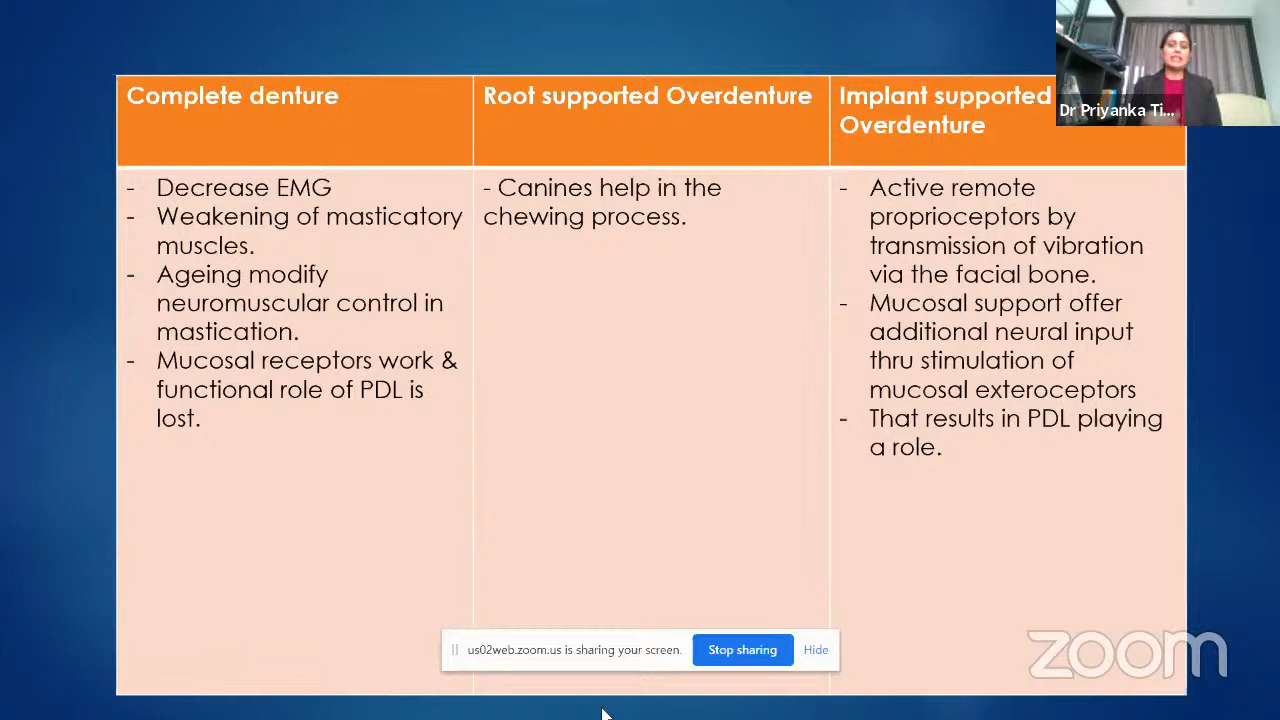 Complete denture
Root supported Overdenture
Implant supported
Overdenture
Dr Priyanka Ti...
- Decrease EMG
- Weakening of masticatory
muscles.
- Ageing modify
neuromuscular control in
mastication.
- Mucosal receptors work &
functional role of PDL is
lost.
- Canines help in the
chewing process.
- Active remote
proprioceptors by
transmission of vibration
via the facial bone.
- Mucosal support offer
additional neural input
thru stimulation of
mucosal exteroceptors
- That results in PDL playing
a role.
us02web.zoom.us is sharing your screen.
Stop sharing
Hide
zoom